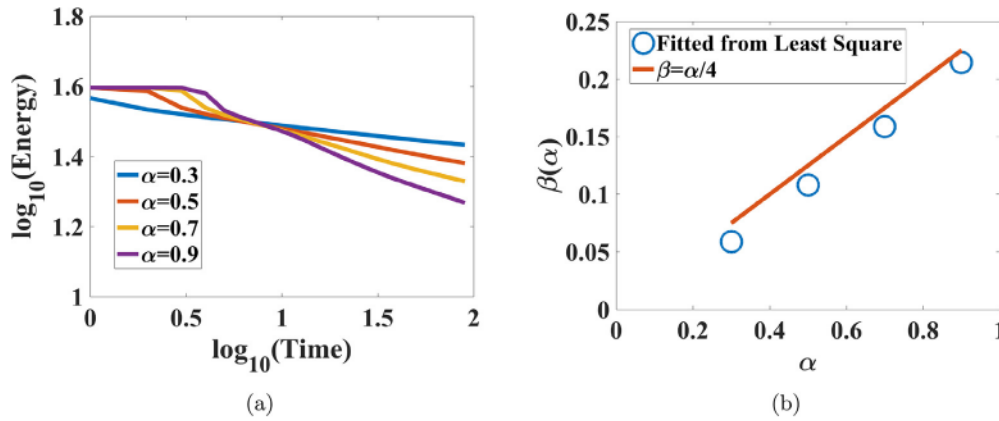 log10(Energy)
1.8
1.6
1.4
1.2
1
α=0.3
α=0.5
α=0.7
α=0.9
0
0.5
1
1.5
2
log10(Time)
(a)
β(α)
0.25
0.2
0.15
0.1
0.05
0
Fitted from Least Square
β=α/4
0
0.2
0.4
0.6
0.8
1
α
(b)